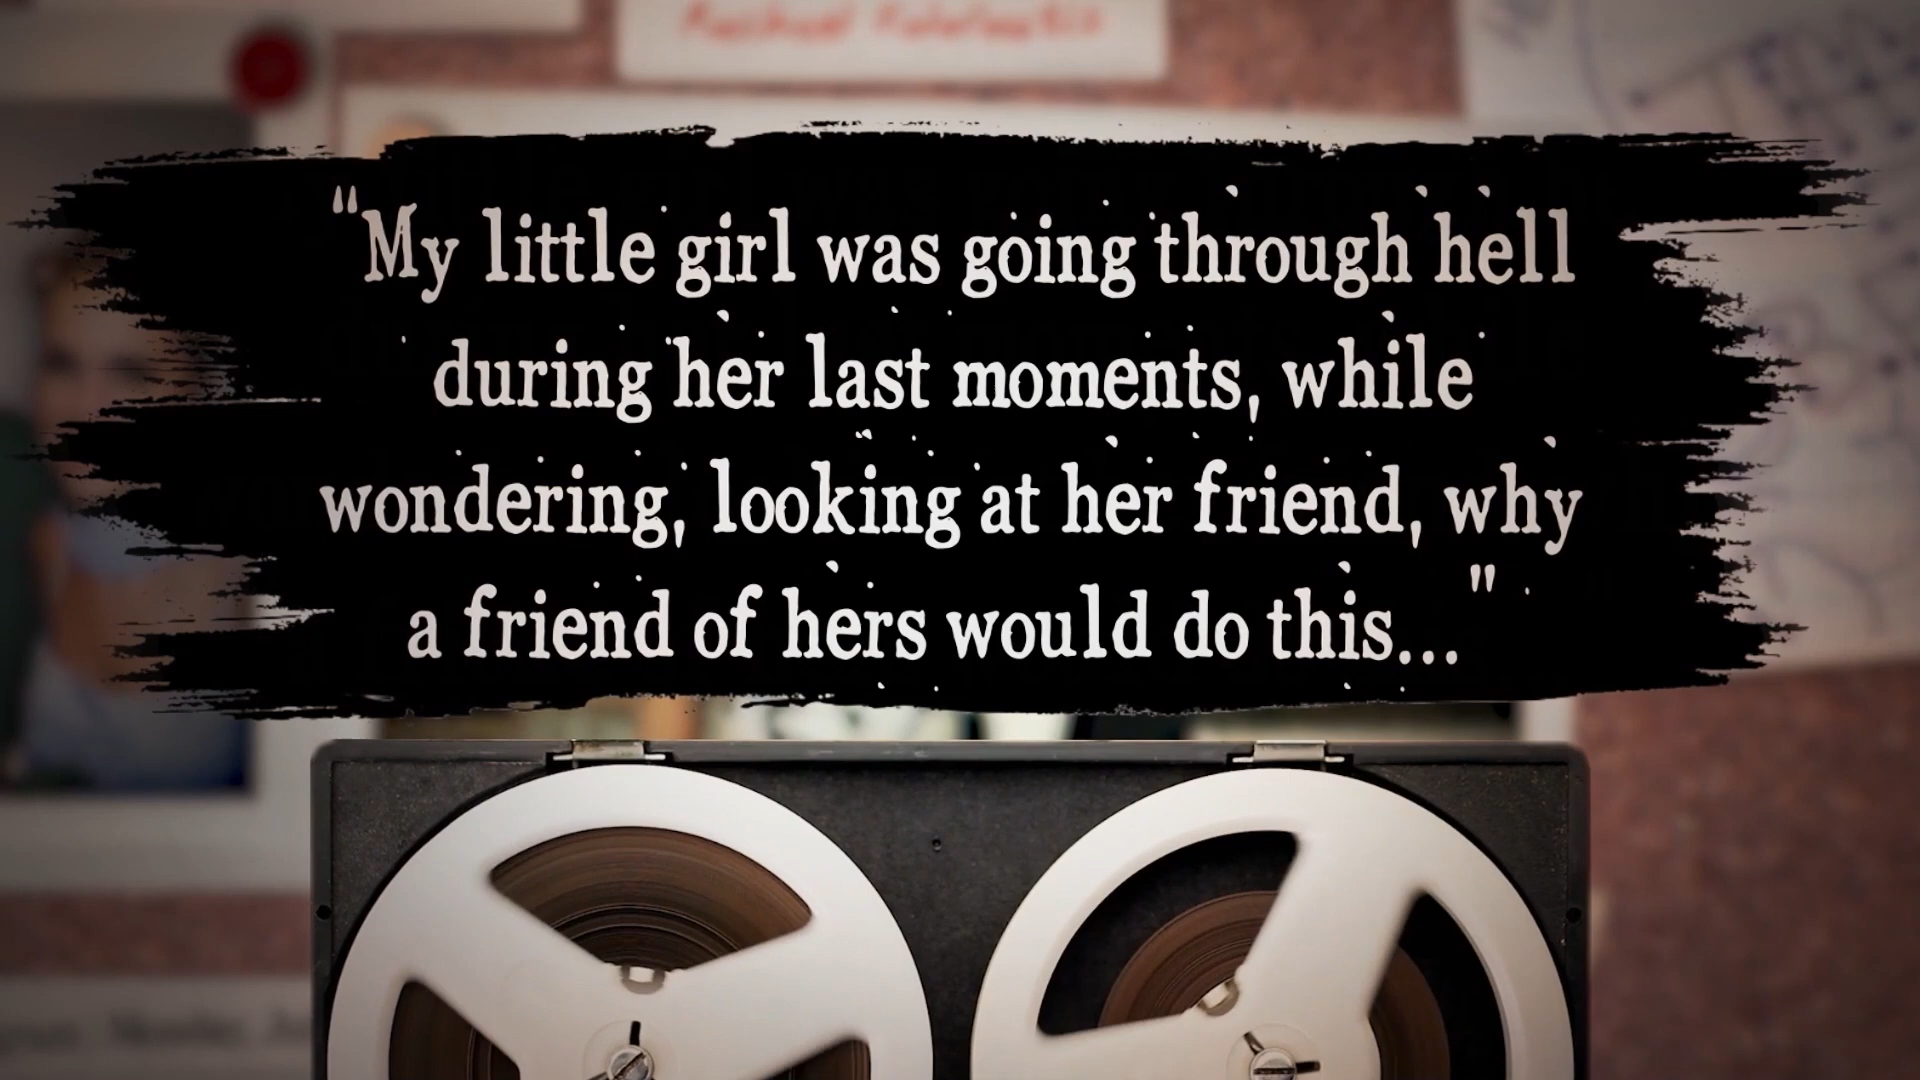 “My little girl was going through hell
during her last moments, while
wondering, looking at her friend, why
a friend of hers would do this..."